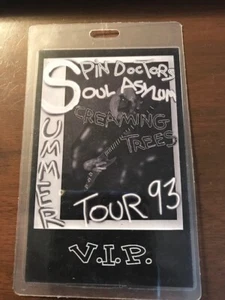 SPIN DOCTORS
SOUL ASYLUM
SCREAMING
TREES
SUMMER
TOUR 93
V.I.P.